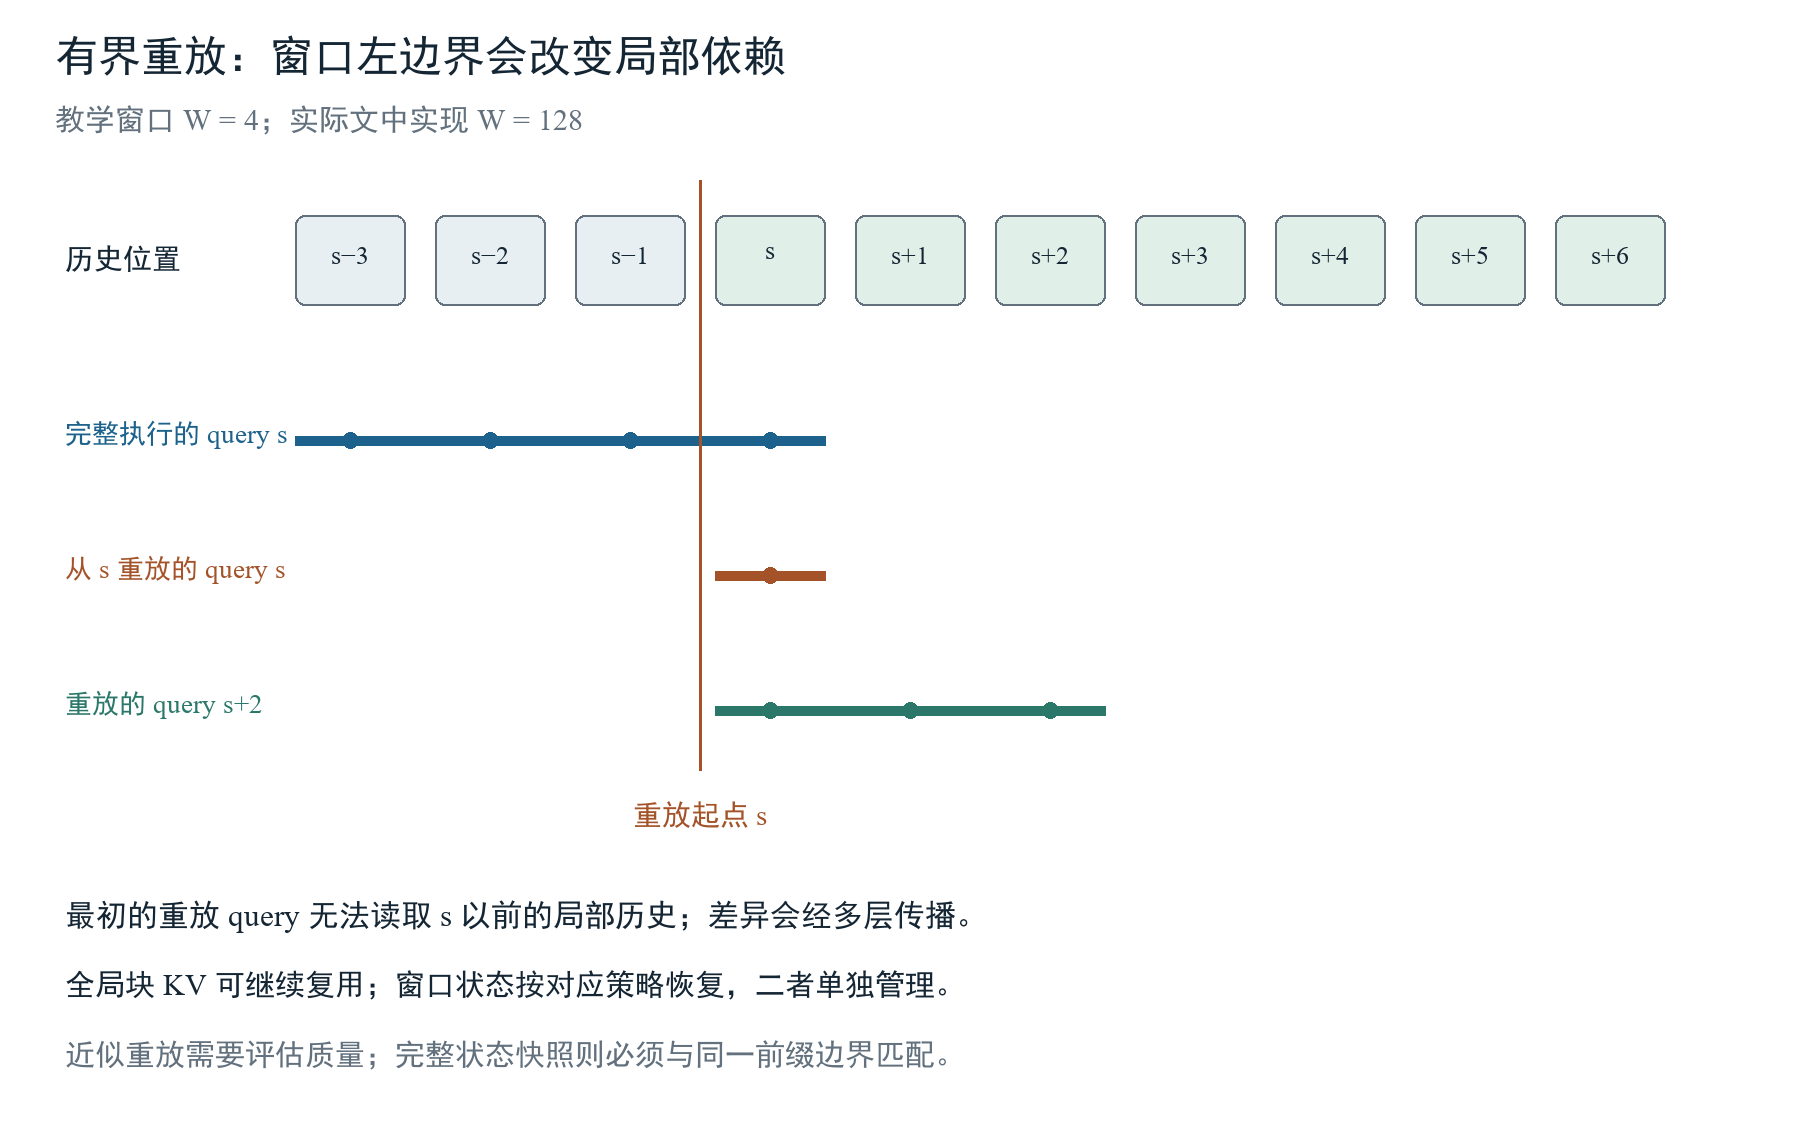 有界重放：窗口左边界会改变局部依赖
教学窗口 W = 4；实际文中实现 W = 128
历史位置 s−3 s−2 s−1 s s+1 s+2 s+3 s+4 s+5 s+6
完整执行的 query s
从 s 重放的 query s
重放的 query s+2
重放起点 s
最初的重放 query 无法读取 s 以前的局部历史；差异会经多层传播。
全局块 KV 可继续复用；窗口状态按对应策略恢复，二者单独管理。
近似重放需要评估质量；完整状态快照则必须与同一前缀边界匹配。